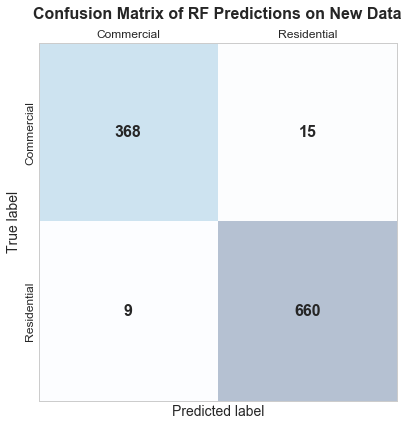 Confusion Matrix of RF Predictions on New Data
Commercial Residential
Commercial
368 15
True label
Residential
9 660
Predicted label